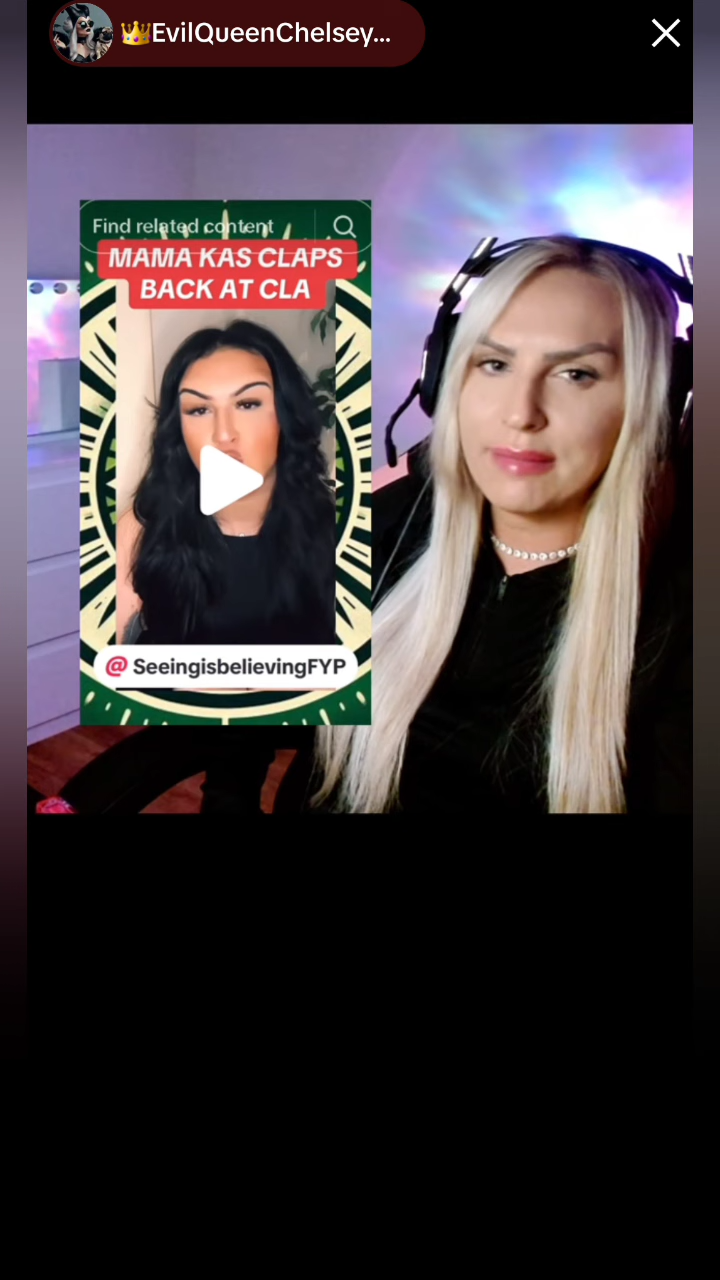 👑EvilQueenChelsey...
Find related content
MAMA KAS CLAPS
BACK AT CLA
@ SeeingisbelievingFYP